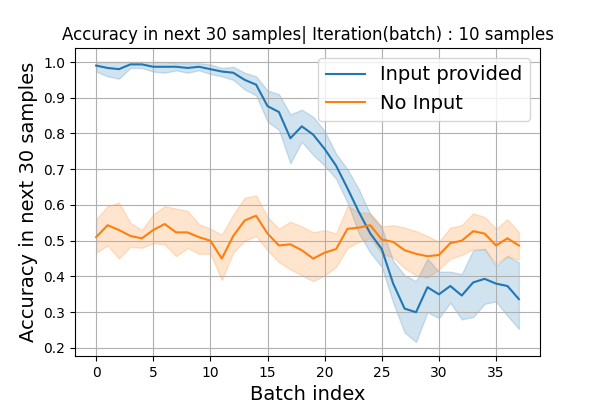 Accuracy in next 30 samples| Iteration(batch) : 10 samples
Input provided
No Input
Accuracy in next 30 samples
1.0
0.9
0.8
0.7
0.6
0.5
0.4
0.3
0.2
0 5 10 15 20 25 30 35
Batch index